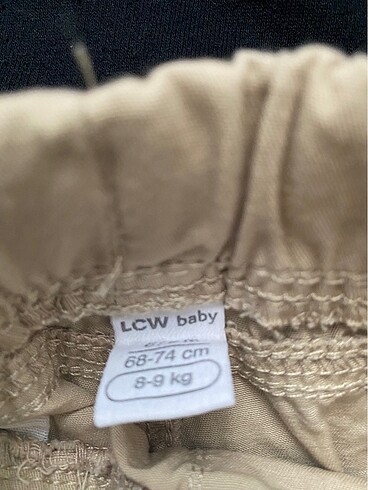 LCW baby
68-74 cm
8-9 kg